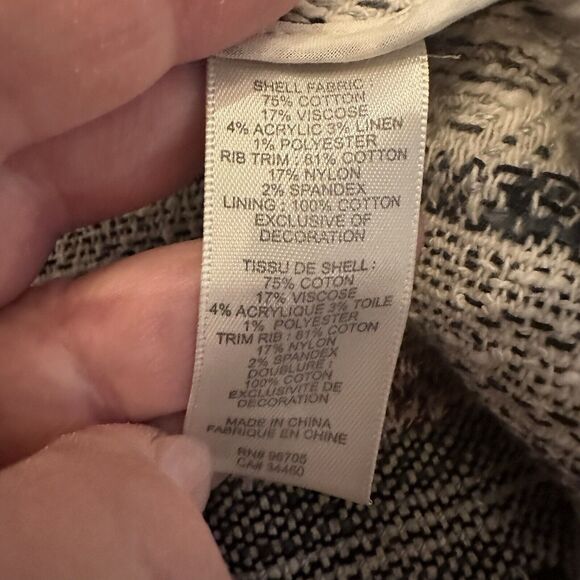 SHELL FABRIC
75% COTTON
17% VISCOSE
4% ACRYLIC 3% LINEN
1% POLYESTER
RIB TRIM : 81% COTTON
17% NYLON
2% SPANDEX
LINING : 100% COTTON
EXCLUSIVE OF
DECORATION
TISSU DE SHELL :
75% COTON
17% VISCOSE
4% ACRYLIQUE 3% TOILE
1% POLYESTER
TRIM RIB : 81% COTON
17% NYLON
2% SPANDEX
DOUBLURE :
100% COTON
EXCLUSIVITÉ DE
DECORATION
MADE IN CHINA
FABRIQUE EN CHINE
RN# 96705
CA# 34460